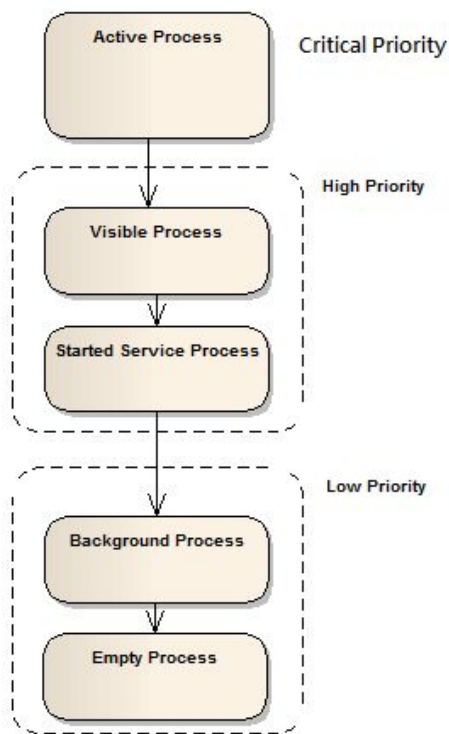 Active Process
Critical Priority
High Priority
Visible Process
Started Service Process
Low Priority
Background Process
Empty Process